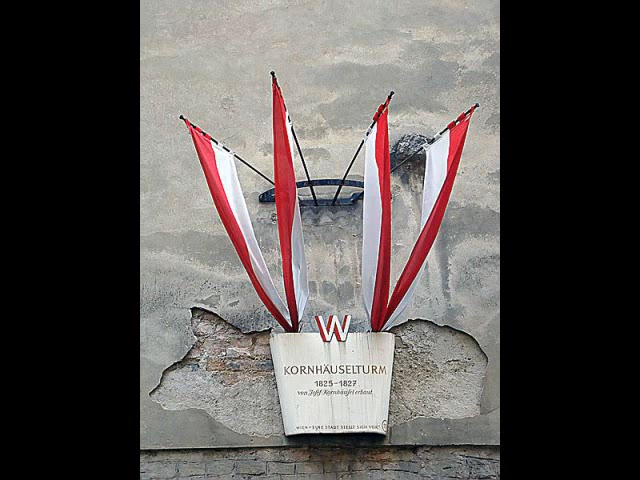 W
KORNHÄUSELTURM
1825-1827
von Josef Kornhäusel erbaut
WIEN - EINE STADT STELLT SICH VOR